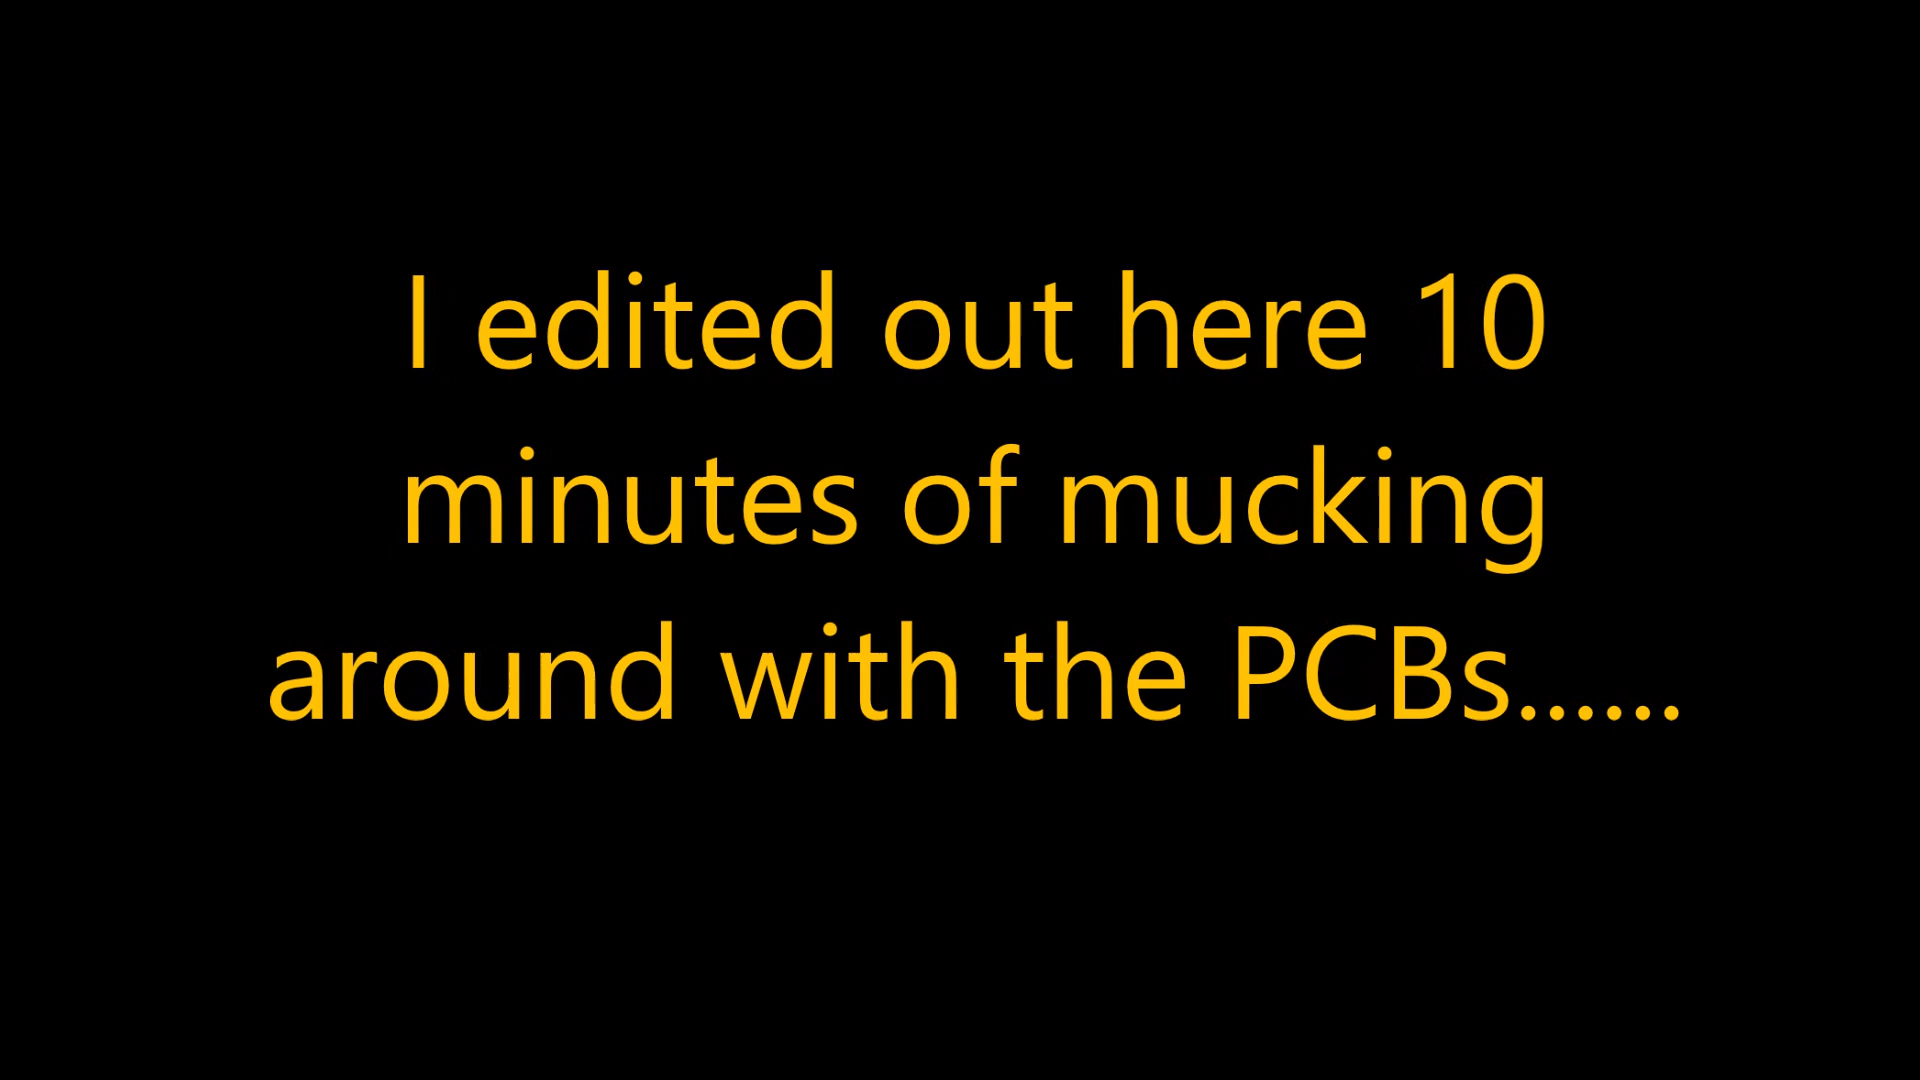 I edited out here 10
minutes of mucking
around with the PCBs......